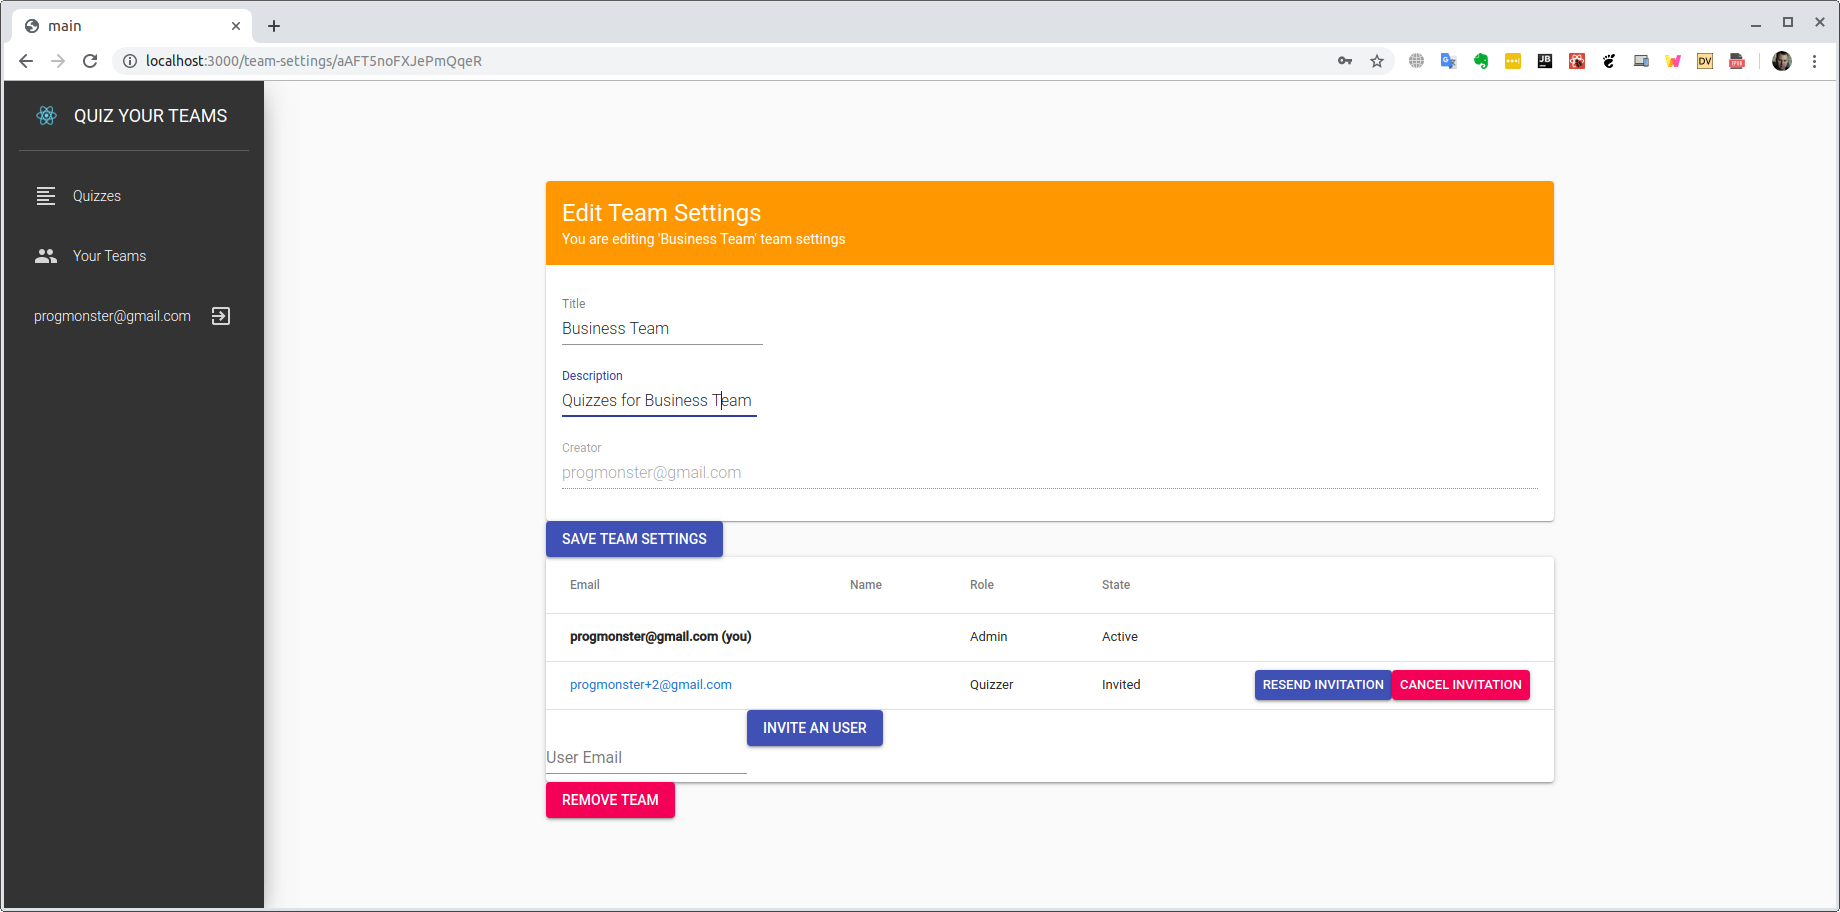 main
localhost:3000/team-settings/aAFT5noFXJePmQqeR
JB
DV
QUIZ YOUR TEAMS
Quizzes
Your Teams
progmonster@gmail.com
Edit Team Settings
You are editing 'Business Team' team settings
Title
Business Team
Description
Quizzes for Business Team
Creator
progmonster@gmail.com
SAVE TEAM SETTINGS
Email Name Role State
progmonster@gmail.com (you) Admin Active
progmonster+2@gmail.com Quizzer Invited RESEND INVITATION CANCEL INVITATION
INVITE AN USER
User Email
REMOVE TEAM